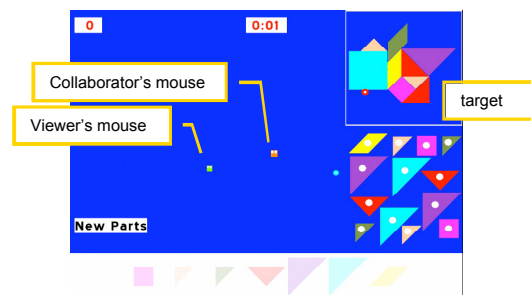 0
0:01
Collaborator's mouse
Viewer's mouse
target
New Parts